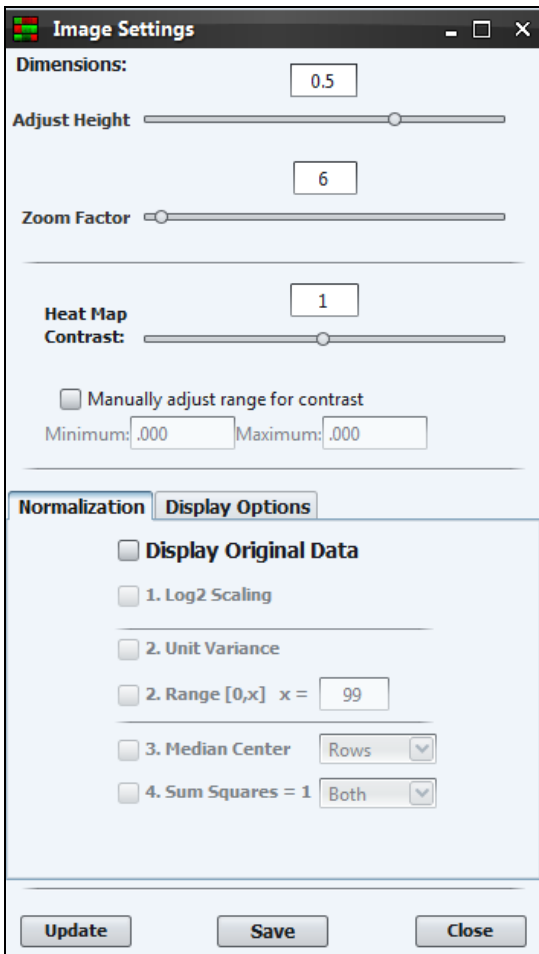 Image Settings
Dimensions:
0.5
Adjust Height
6
Zoom Factor
1
Heat Map
Contrast:
Manually adjust range for contrast
Minimum: .000 Maximum: .000
Normalization Display Options
Display Original Data
1. Log2 Scaling
2. Unit Variance
2. Range [0,x] x = 99
3. Median Center Rows
4. Sum Squares = 1 Both
Update Save Close